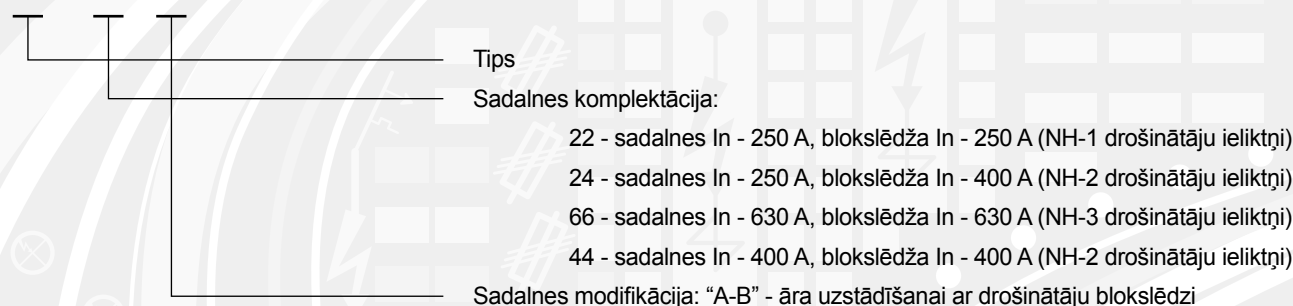 Tips
Sadalnes komplektācija:
22 - sadalnes In - 250 A, blokslēdža In - 250 A (NH-1 drošinātāju ieliktņi)
24 - sadalnes In - 250 A, blokslēdža In - 400 A (NH-2 drošinātāju ieliktņi)
66 - sadalnes In - 630 A, blokslēdža In - 630 A (NH-3 drošinātāju ieliktņi)
44 - sadalnes In - 400 A, blokslēdža In - 400 A (NH-2 drošinātāju ieliktņi)
Sadalnes modifikācija: “A-B” - āra uzstādīšanai ar drošinātāju blokslēdzi